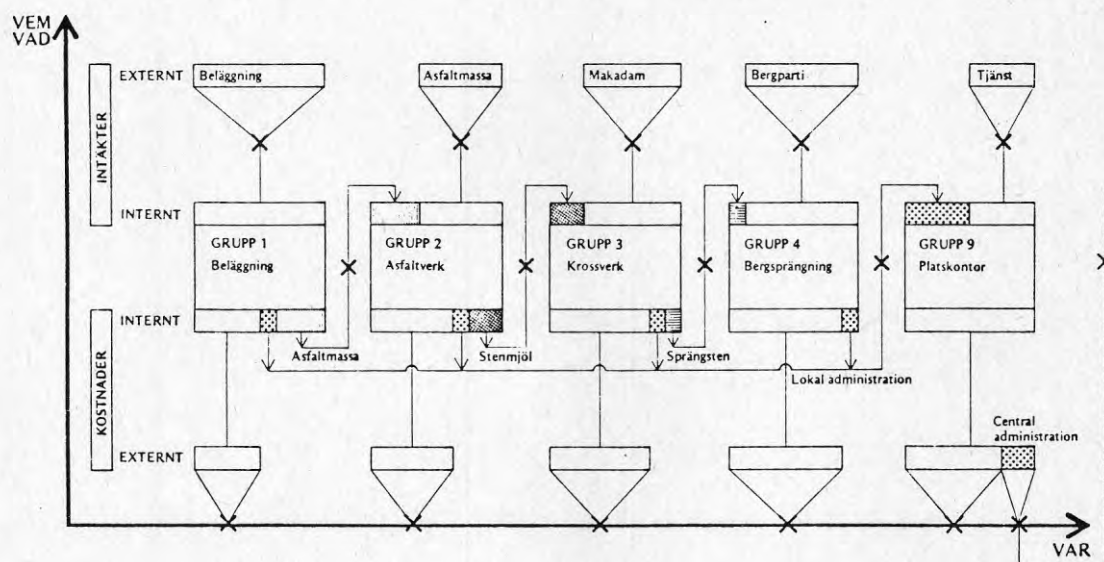 VEM
VAD
INTÄKTER
EXTERNT
Beläggning
Asfaltmassa
Makadam
Bergparti
Tjänst
INTERNT
GRUPP 1
Beläggning
GRUPP 2
Asfaltverk
GRUPP 3
Krossverk
GRUPP 4
Bergsprängning
GRUPP 9
Platskontor
KOSTNADER
INTERNT
Asfaltmassa
Stenmjöl
Sprängsten
Lokal administration
EXTERNT
Central
administration
VAR